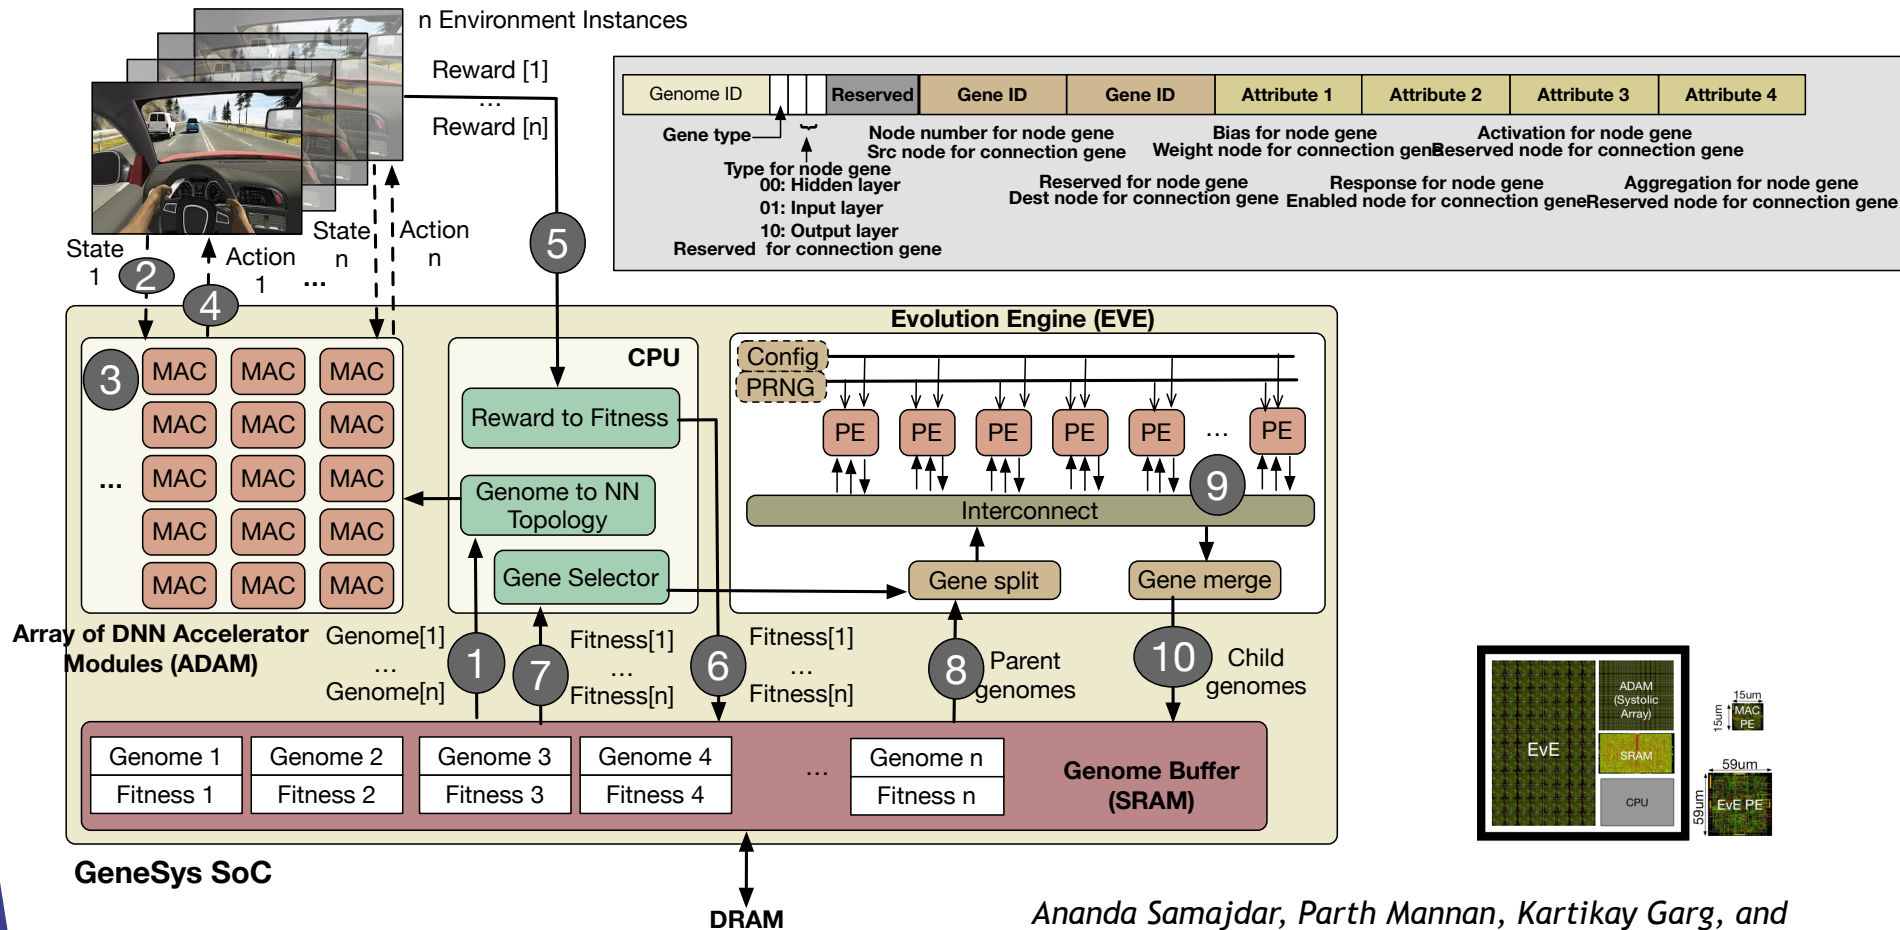 n Environment Instances
Reward [1]
...
Reward [n]
Genome ID
Reserved
Gene ID
Gene ID
Attribute 1
Attribute 2
Attribute 3
Attribute 4
Gene type
Type for node gene
00: Hidden layer
01: Input layer
10: Output layer
Reserved for connection gene
Node number for node gene
Src node for connection gene
Reserved for node gene
Dest node for connection gene
Bias for node gene
Weight node for connection gene
Response for node gene
Enabled node for connection gene
Activation for node gene
Reserved node for connection gene
Aggregation for node gene
Reserved node for connection gene
State
1
2
4
Action
1
...
State
n
Action
n
5
Evolution Engine (EVE)
3
MAC MAC MAC
MAC MAC MAC
... MAC MAC MAC
MAC MAC MAC
MAC MAC MAC
Array of DNN Accelerator
Modules (ADAM)
CPU
Reward to Fitness
Genome to NN
Topology
Gene Selector
Config
PRNG
PE PE PE PE PE ... PE
9
Interconnect
Gene split
Gene merge
Genome[1]
...
Genome[n]
1
7
Fitness[1]
...
Fitness[n]
6
Fitness[1]
...
Fitness[n]
8
Parent
genomes
10
Child
genomes
Genome 1
Fitness 1
Genome 2
Fitness 2
Genome 3
Fitness 3
Genome 4
Fitness 4
...
Genome n
Fitness n
Genome Buffer
(SRAM)
GeneSys SoC
DRAM
EvE
ADAM
(Systolic
Array)
SRAM
CPU
15um
15um
MAC
PE
59um
59um
EvE PE
Ananda Samajdar, Parth Mannan, Kartikay Garg, and